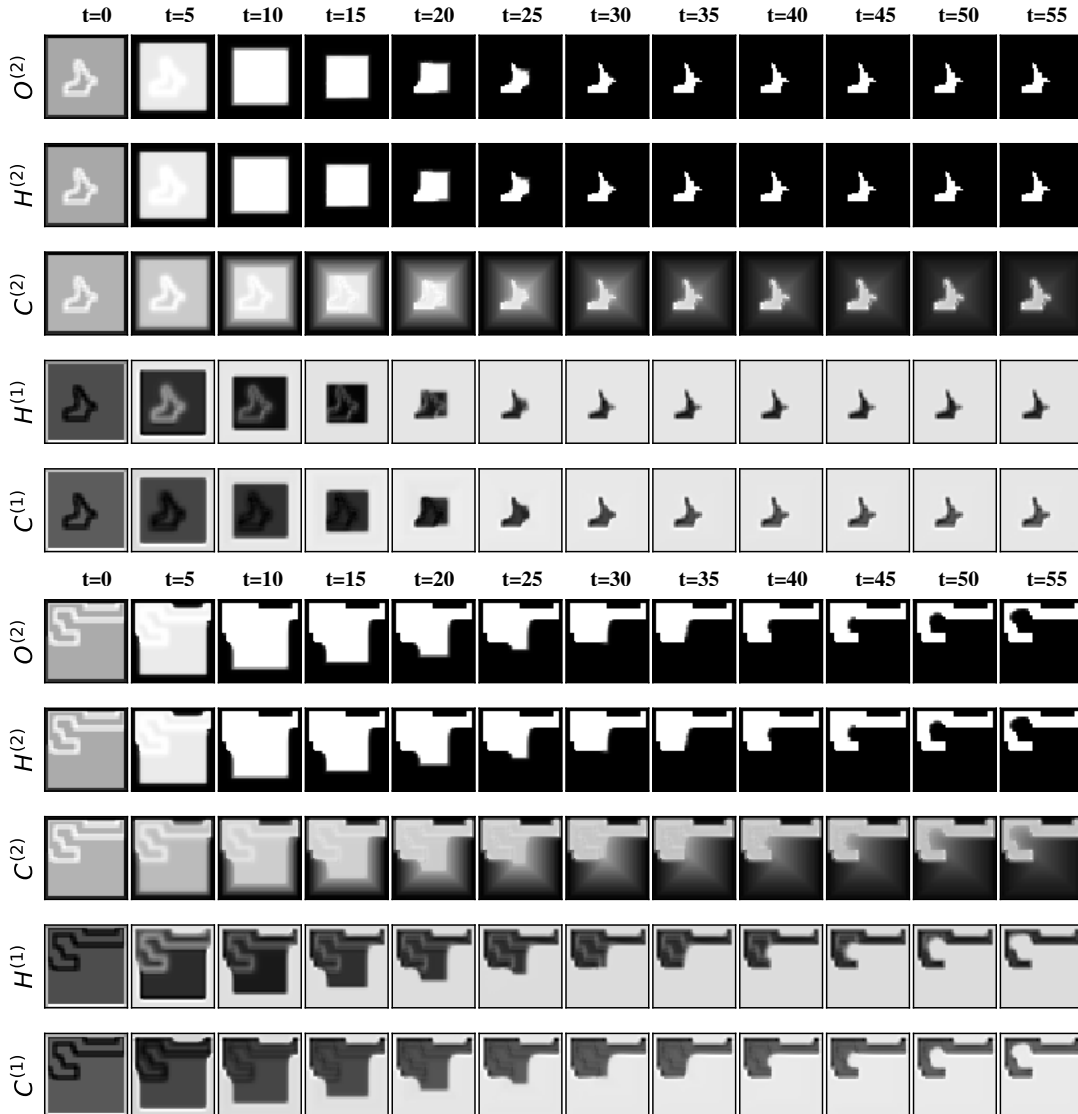 t=0 t=5 t=10 t=15 t=20 t=25 t=30 t=35 t=40 t=45 t=50 t=55
O^{(2)}
H^{(2)}
C^{(2)}
H^{(1)}
C^{(1)}
t=0 t=5 t=10 t=15 t=20 t=25 t=30 t=35 t=40 t=45 t=50 t=55
O^{(2)}
H^{(2)}
C^{(2)}
H^{(1)}
C^{(1)}